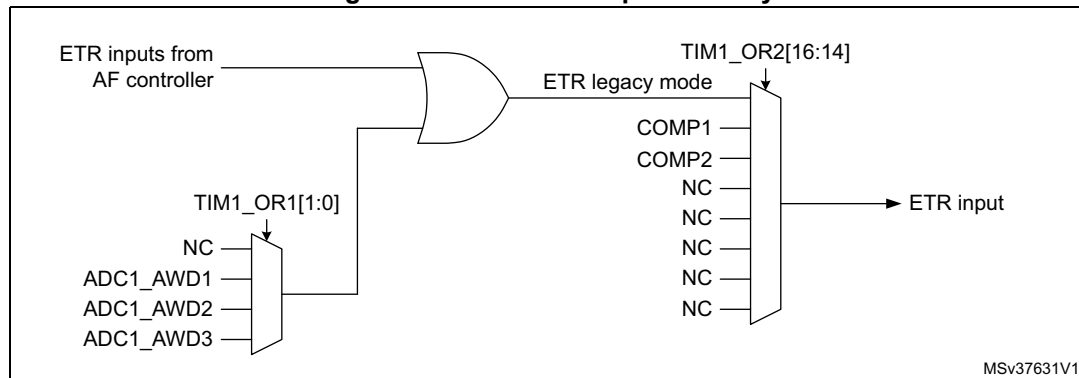 ETR inputs from
AF controller
ETR legacy mode
TIM1_OR2[16:14]
COMP1
COMP2
NC
NC
NC
NC
NC
ETR input
TIM1_OR1[1:0]
NC
ADC1_AWD1
ADC1_AWD2
ADC1_AWD3
MSv37631V1